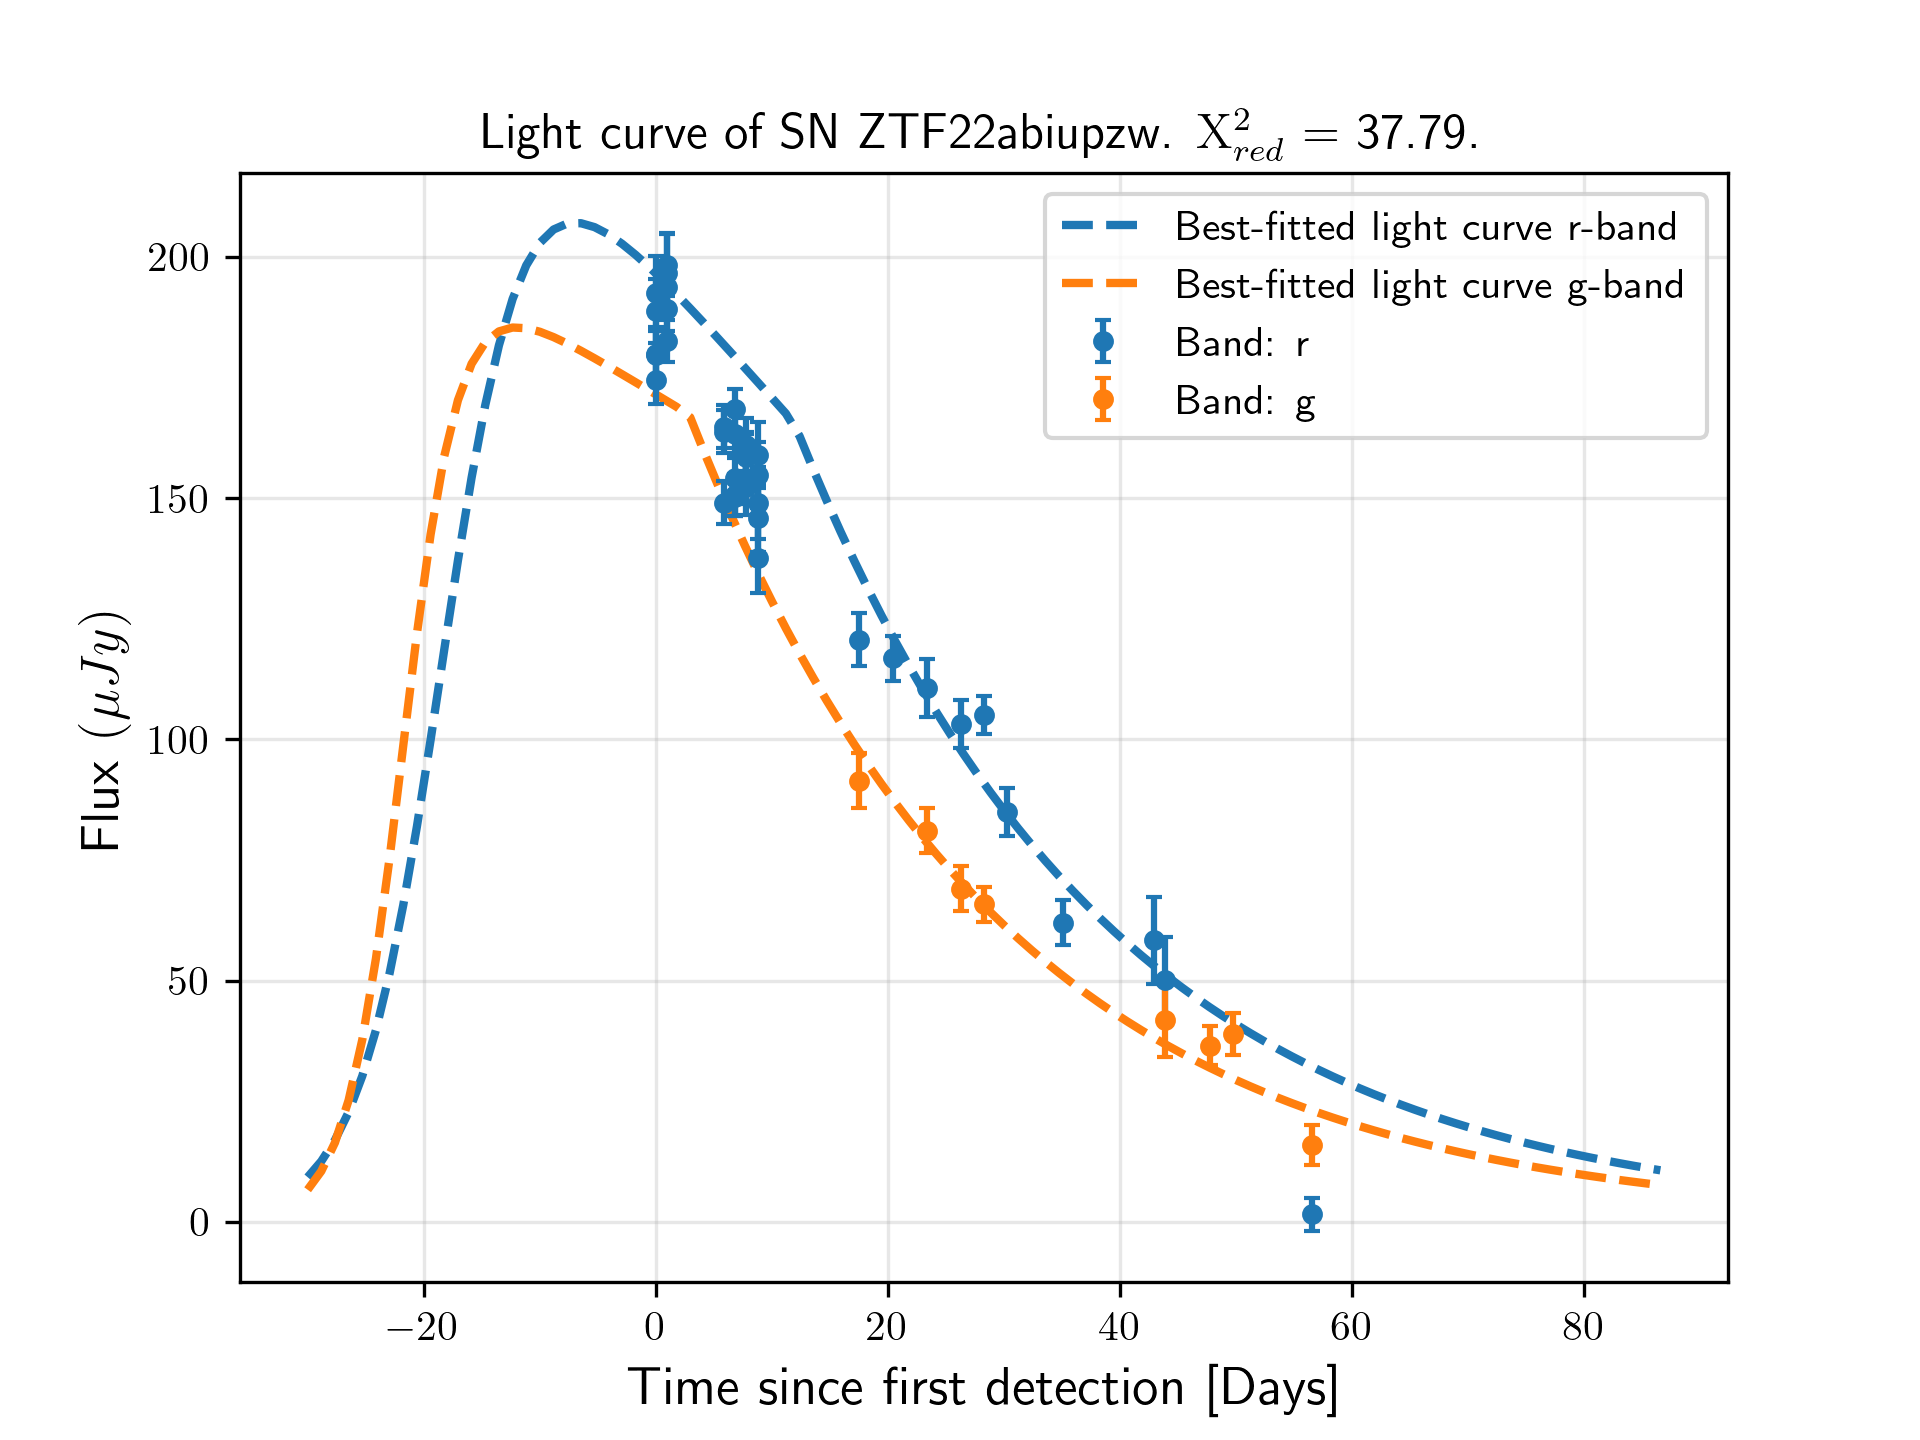 Light curve of SN ZTF22abiupzw. X²_red = 37.79.
Best-fitted light curve r-band
Best-fitted light curve g-band
Band: r
Band: g
Flux (μJy)
200
150
100
50
0
−20 0 20 40 60 80
Time since first detection [Days]